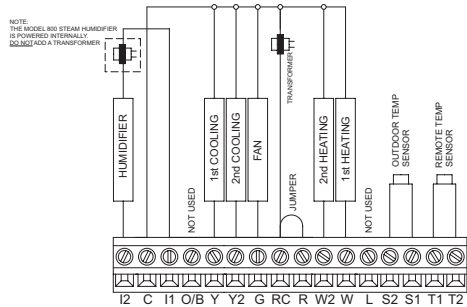 NOTE:
THE MODEL 800 STEAM HUMIDIFIER
IS POWERED INTERNALLY.
DO NOT ADD A TRANSFORMER
HUMIDIFIER
NOT USED
1st COOLING
2nd COOLING
FAN
TRANSFORMER
JUMPER
2nd HEATING
1st HEATING
NOT USED
OUTDOOR TEMP
SENSOR
REMOTE TEMP
SENSOR
I2 C I1 O/B Y Y2 G RC R W2 W L S2 S1 T1 T2